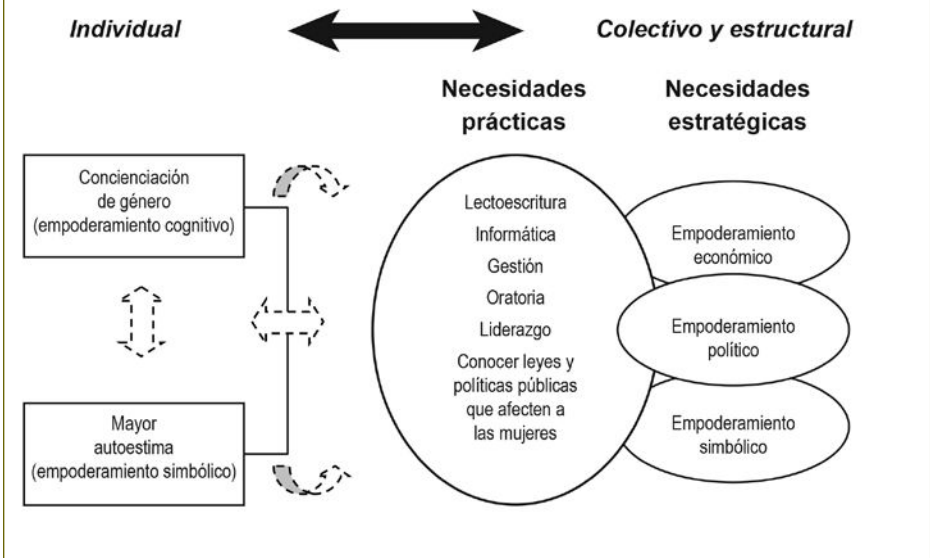 Individual
Colectivo y estructural
Necesidades
prácticas
Necesidades
estratégicas
Concienciación
de género
(empoderamiento cognitivo)
Mayor
autoestima
(empoderamiento simbólico)
Lectoescritura
Informática
Gestión
Oratoria
Liderazgo
Conocer leyes y
políticas públicas
que afecten a
las mujeres
Empoderamiento
económico
Empoderamiento
político
Empoderamiento
simbólico